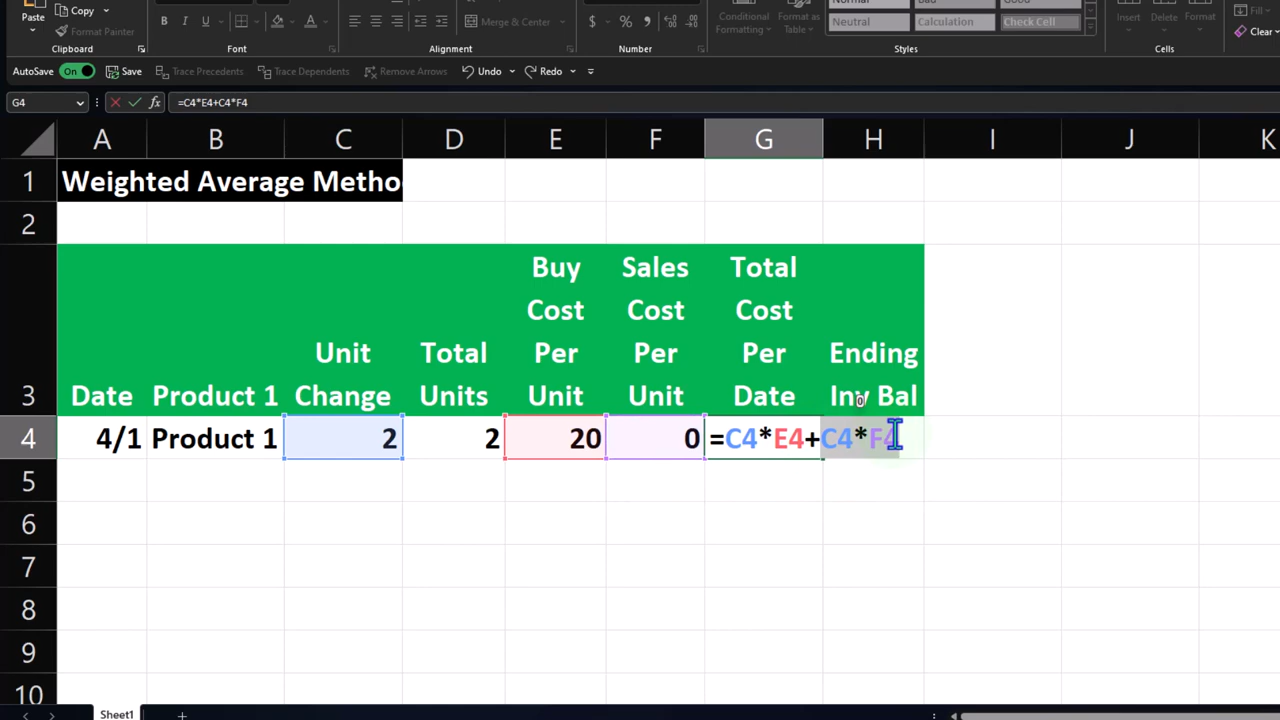 Paste
Copy
Format Painter
B I U A
Merge & Center
$ % ,
Conditional
Formatting
Format as
Table
Normal Bad Good
Neutral Calculation Check Cell
Insert Delete Format
Fill
Clear
Clipboard Font Alignment Number Styles Cells
AutoSave On Save Trace Precedents Trace Dependents Remove Arrows Undo Redo
G4 fx =C4*E4+C4*F4
A B C D E F G H I J K
1 Weighted Average Metho
2
Buy Sales Total
Cost Cost Cost
Unit Total Per Per Per Ending
3 Date Product 1 Change Units Unit Unit Date Inv Bal
0
4 4/1 Product 1 2 2 20 0 =C4*E4+C4*F4
5
6
7
8
9
10
Sheet1